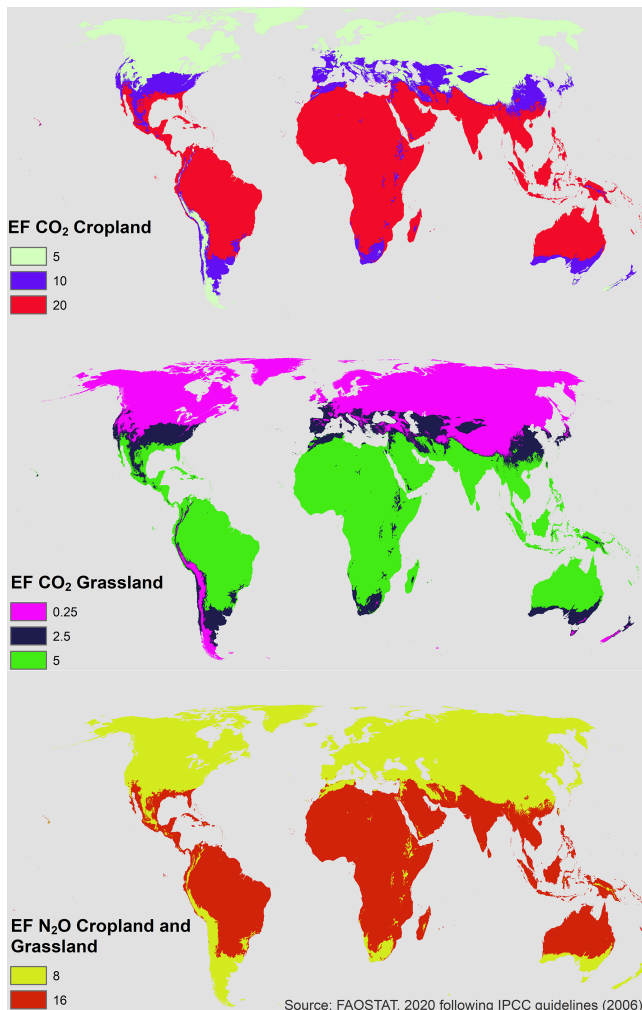 EF CO₂ Cropland
5
10
20
EF CO₂ Grassland
0.25
2.5
5
EF N₂O Cropland and
Grassland
8
16
Source: FAOSTAT, 2020 following IPCC guidelines (2006)